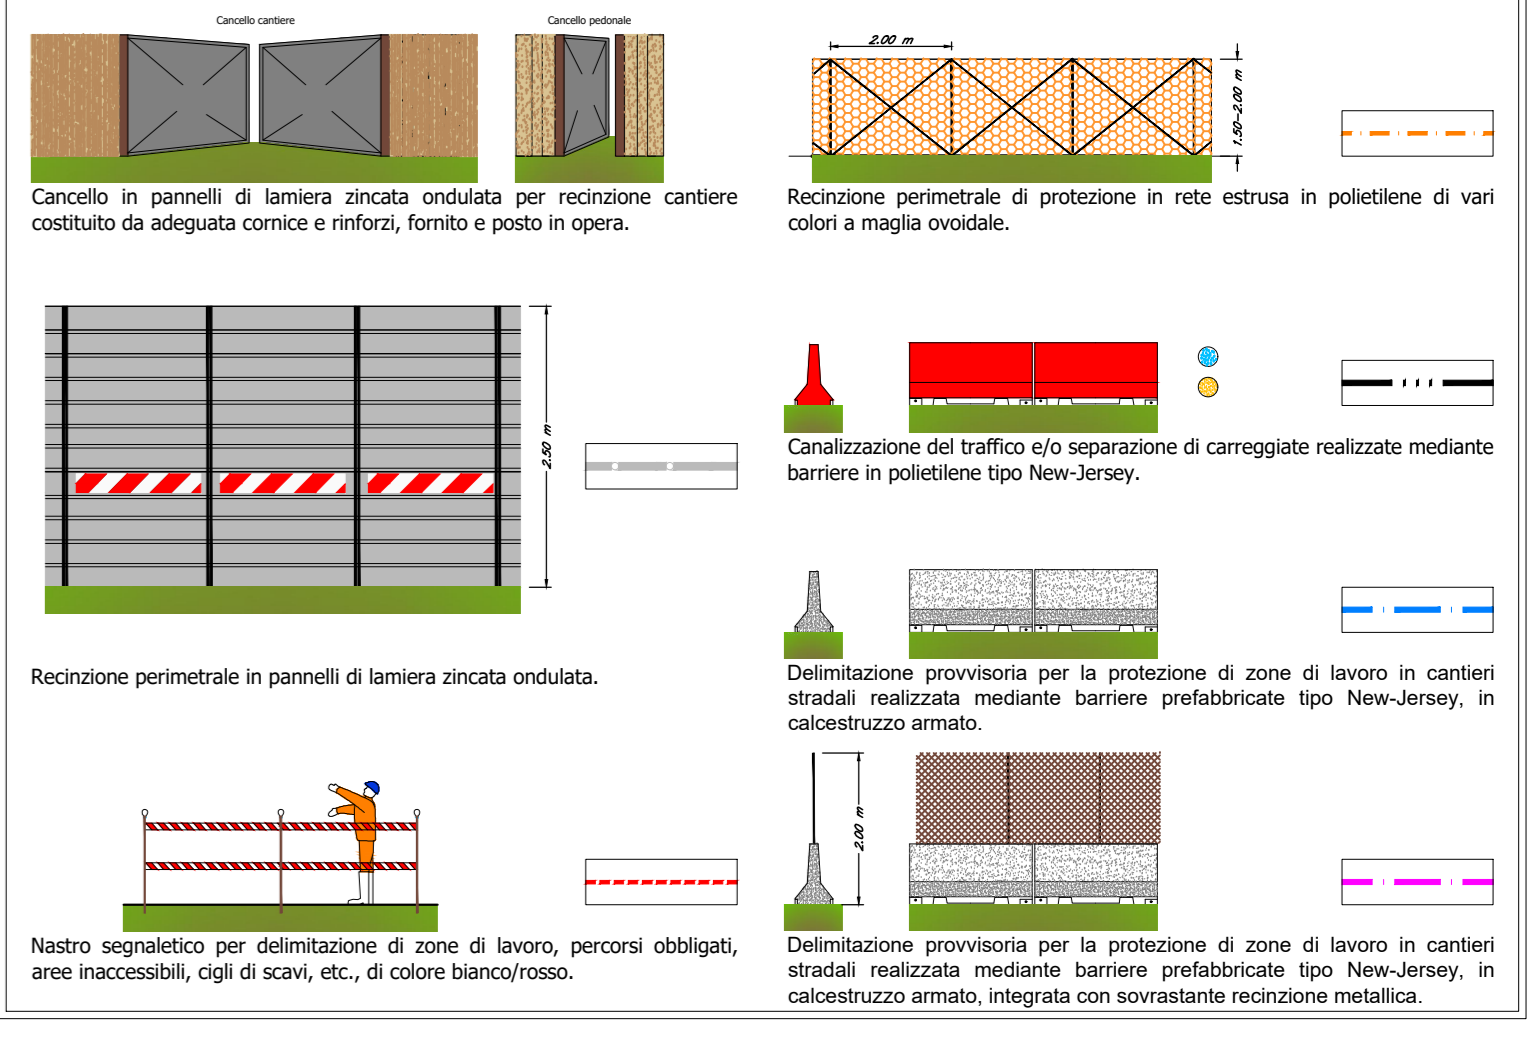 Cancello cantiere
Cancello pedonale
Cancello in pannelli di lamiera zincata ondulata per recinzione cantiere
costituito da adeguata cornice e rinforzi, fornito e posto in opera.
2.50 m
Recinzione perimetrale in pannelli di lamiera zincata ondulata.
Nastro segnaletico per delimitazione di zone di lavoro, percorsi obbligati,
aree inaccessibili, cigli di scavi, etc., di colore bianco/rosso.
2.00 m
1.50-2.00 m
Recinzione perimetrale di protezione in rete estrusa in polietilene di vari
colori a maglia ovoidale.
Canalizzazione del traffico e/o separazione di carreggiate realizzate mediante
barriere in polietilene tipo New-Jersey.
Delimitazione provvisoria per la protezione di zone di lavoro in cantieri
stradali realizzata mediante barriere prefabbricate tipo New-Jersey, in
calcestruzzo armato.
2.00 m
Delimitazione provvisoria per la protezione di zone di lavoro in cantieri
stradali realizzata mediante barriere prefabbricate tipo New-Jersey, in
calcestruzzo armato, integrata con sovrastante recinzione metallica.